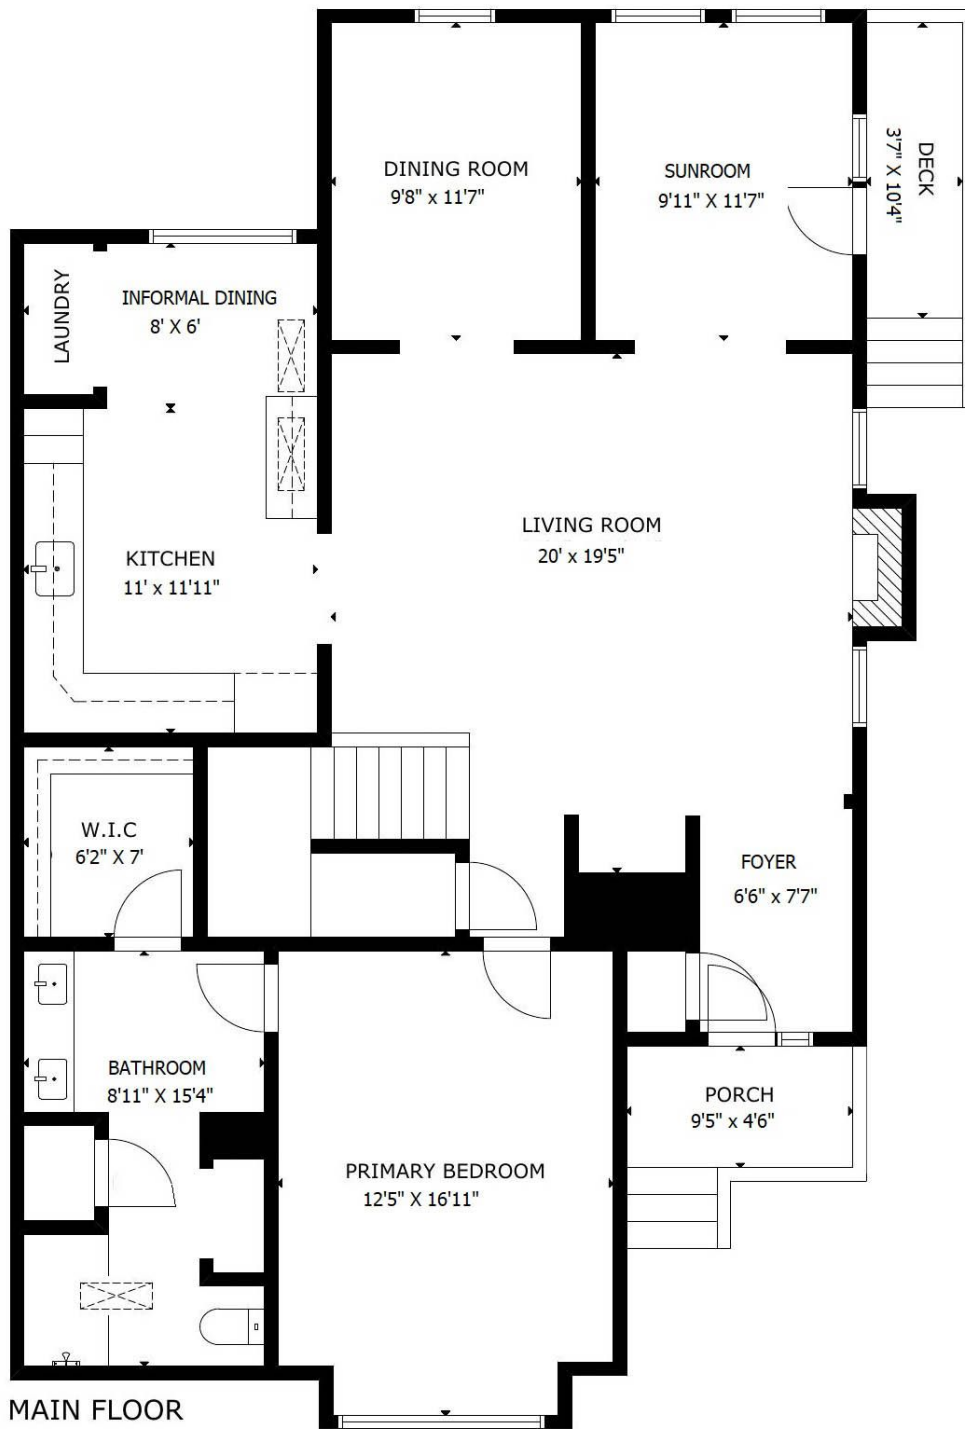 DINING ROOM
9'8" x 11'7"
SUNROOM
9'11" X 11'7"
DECK
3'7" X 10'4"
LAUNDRY
INFORMAL DINING
8' X 6'
LIVING ROOM
20' x 19'5"
KITCHEN
11' x 11'11"
W.I.C
6'2" X 7'
FOYER
6'6" x 7'7"
BATHROOM
8'11" X 15'4"
PORCH
9'5" x 4'6"
PRIMARY BEDROOM
12'5" X 16'11"
MAIN FLOOR